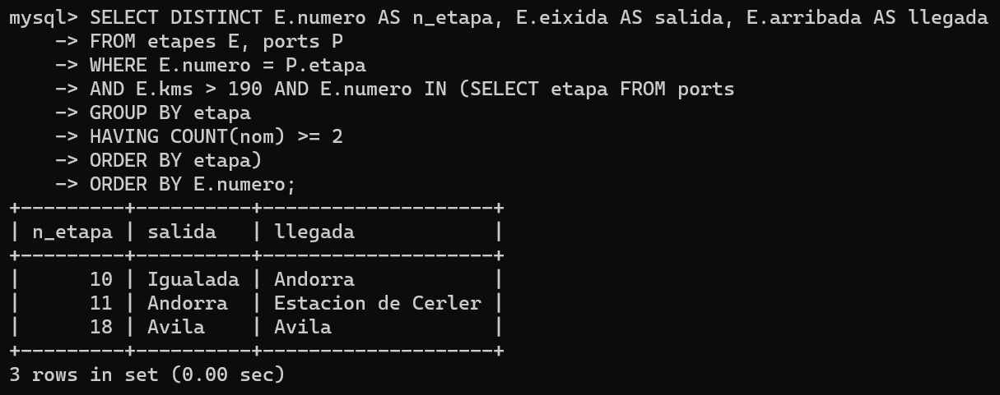 mysql> SELECT DISTINCT E.numero AS n_etapa, E.eixida AS salida, E.arribada AS llegada
    -> FROM etapes E, ports P
    -> WHERE E.numero = P.etapa
    -> AND E.kms > 190 AND E.numero IN (SELECT etapa FROM ports
    -> GROUP BY etapa
    -> HAVING COUNT(nom) >= 2
    -> ORDER BY etapa)
    -> ORDER BY E.numero;
+---------+----------+--------------------+
| n_etapa | salida   | llegada            |
+---------+----------+--------------------+
|      10 | Igualada | Andorra            |
|      11 | Andorra  | Estacion de Cerler |
|      18 | Avila    | Avila              |
+---------+----------+--------------------+
3 rows in set (0.00 sec)